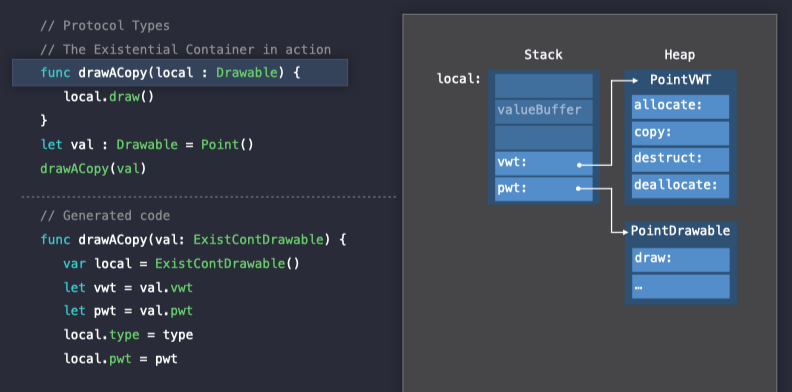 // Protocol Types
// The Existential Container in action
func drawACopy(local : Drawable) {
local.draw()
}
let val : Drawable = Point()
drawACopy(val)
// Generated code
func drawACopy(val: ExistContDrawable) {
var local = ExistContDrawable()
let vwt = val.vwt
let pwt = val.pwt
local.type = type
local.pwt = pwt
Stack
Heap
local:
valueBuffer
vwt:
pwt:
PointVWT
allocate:
copy:
destruct:
deallocate:
PointDrawable
draw:
…